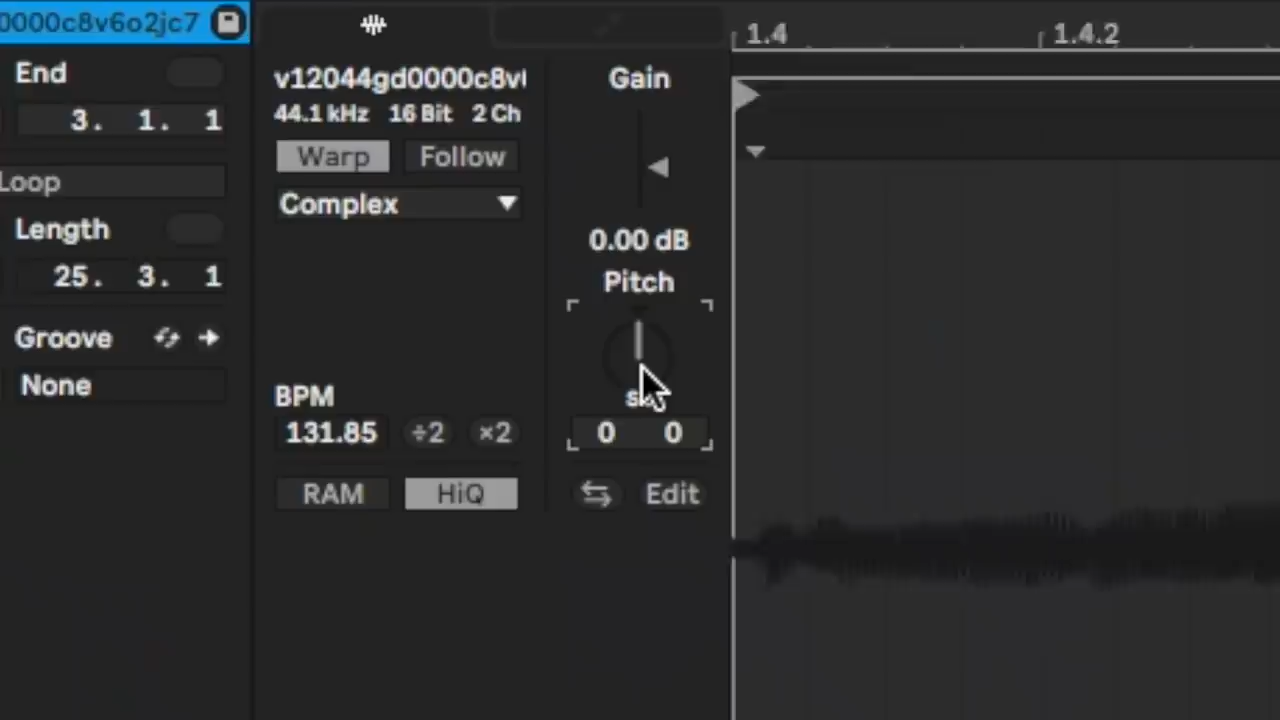 0000c8v6o2jc7
End
3. 1. 1
Loop
Length
25. 3. 1
Groove
None
v12044gd0000c8v
44.1 kHz 16 Bit 2 Ch
Warp Follow
Complex
BPM
131.85 ÷2 ×2
RAM HiQ
Gain
0.00 dB
Pitch
0 0
Edit
1.4 1.4.2